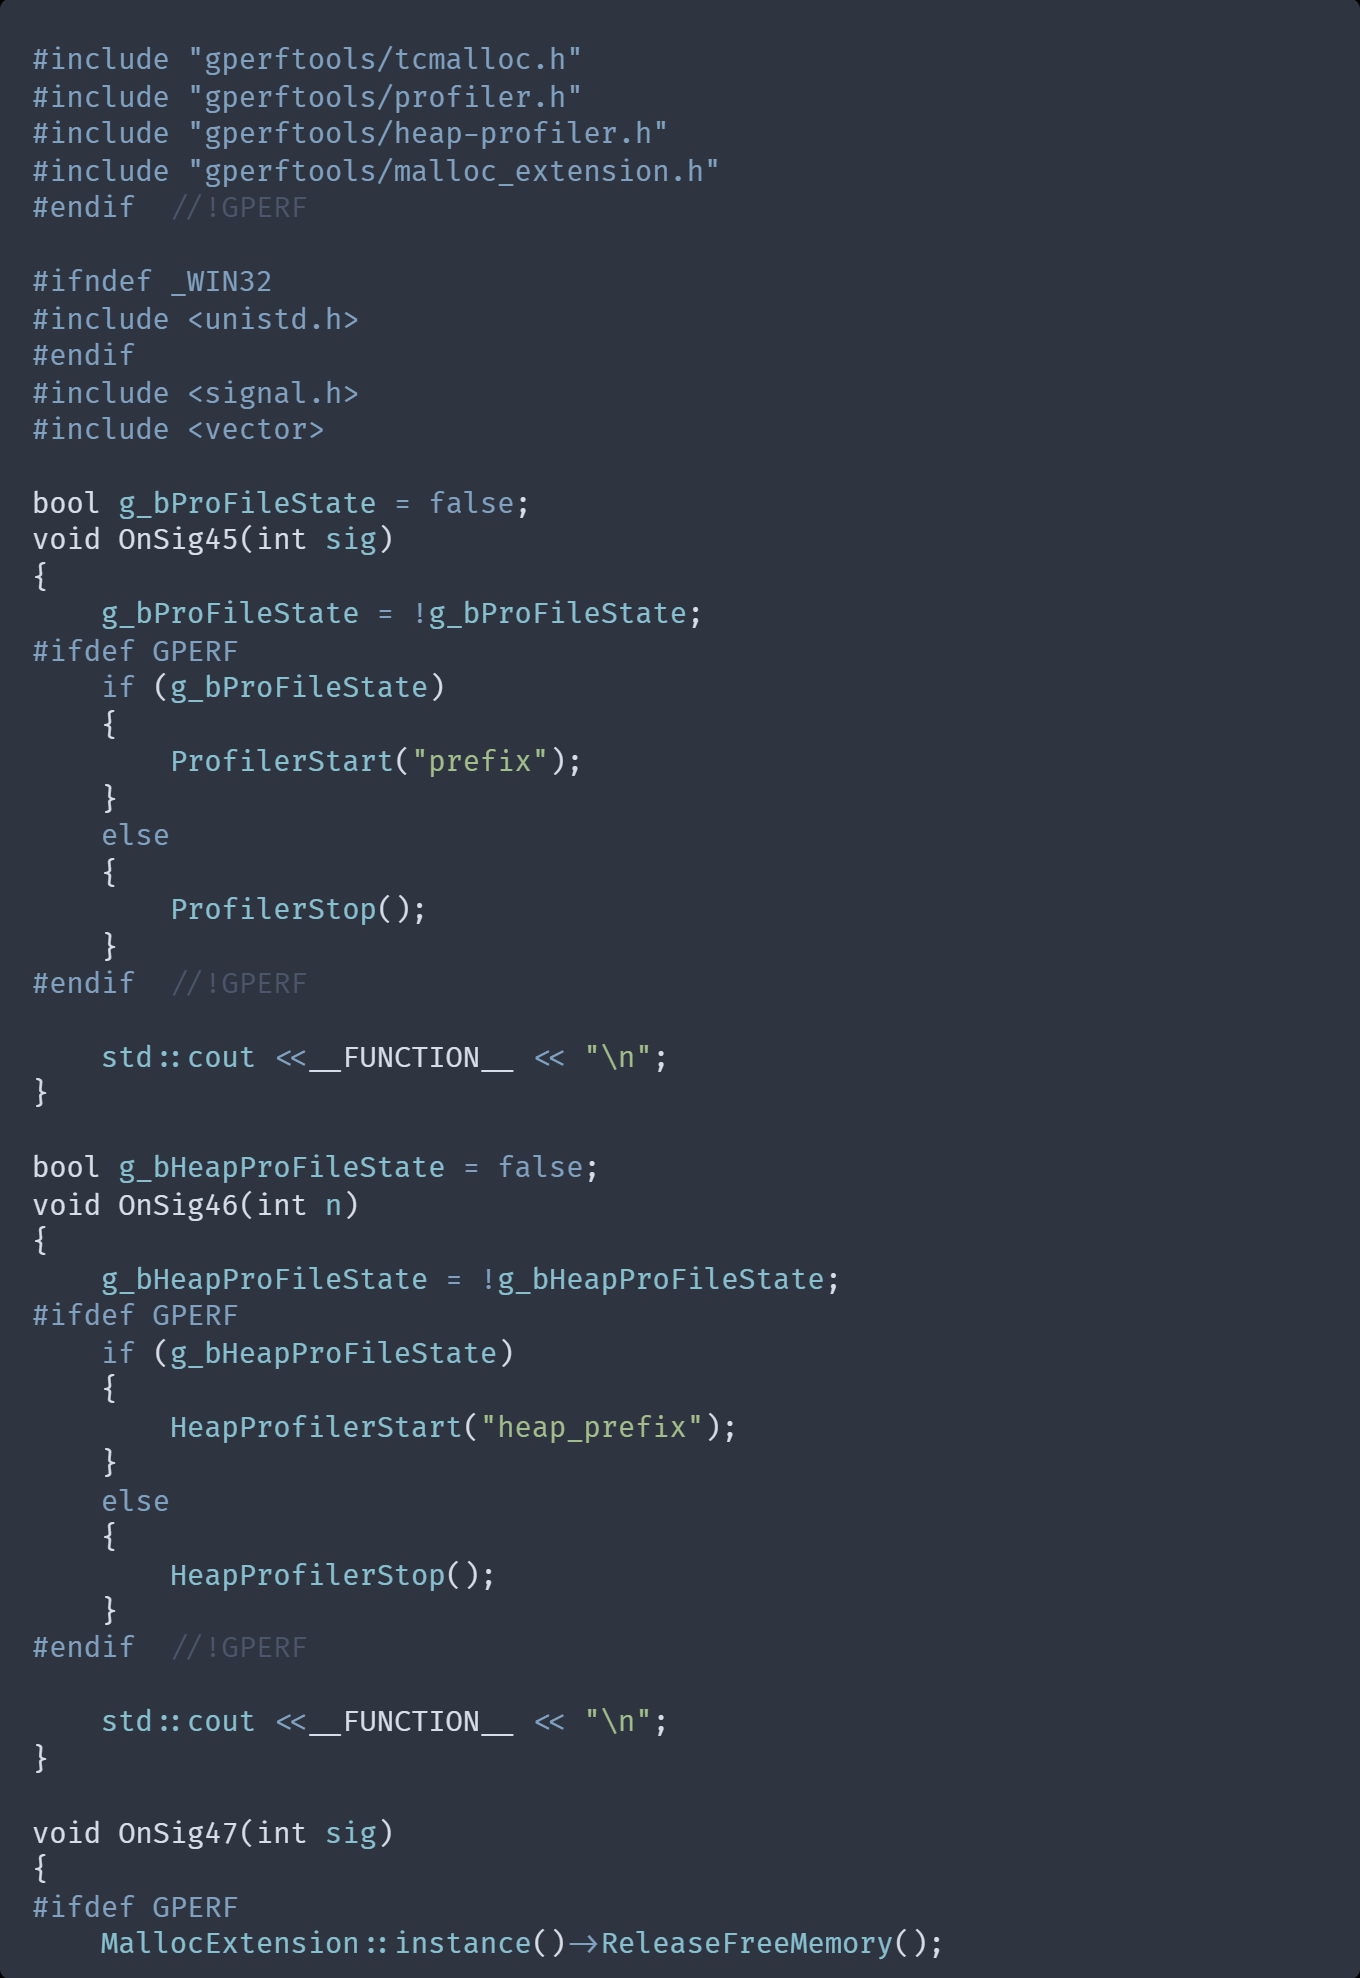 #include "gperftools/tcmalloc.h"
#include "gperftools/profiler.h"
#include "gperftools/heap-profiler.h"
#include "gperftools/malloc_extension.h"
#endif  //!GPERF

#ifndef _WIN32
#include <unistd.h>
#endif
#include <signal.h>
#include <vector>

bool g_bProFileState = false;
void OnSig45(int sig)
{
    g_bProFileState = !g_bProFileState;
#ifdef GPERF
    if (g_bProFileState)
    {
        ProfilerStart("prefix");
    }
    else
    {
        ProfilerStop();
    }
#endif  //!GPERF

    std::cout <<__FUNCTION__ << "\n";
}

bool g_bHeapProFileState = false;
void OnSig46(int n)
{
    g_bHeapProFileState = !g_bHeapProFileState;
#ifdef GPERF
    if (g_bHeapProFileState)
    {
        HeapProfilerStart("heap_prefix");
    }
    else
    {
        HeapProfilerStop();
    }
#endif  //!GPERF

    std::cout <<__FUNCTION__ << "\n";
}

void OnSig47(int sig)
{
#ifdef GPERF
    MallocExtension::instance()->ReleaseFreeMemory();